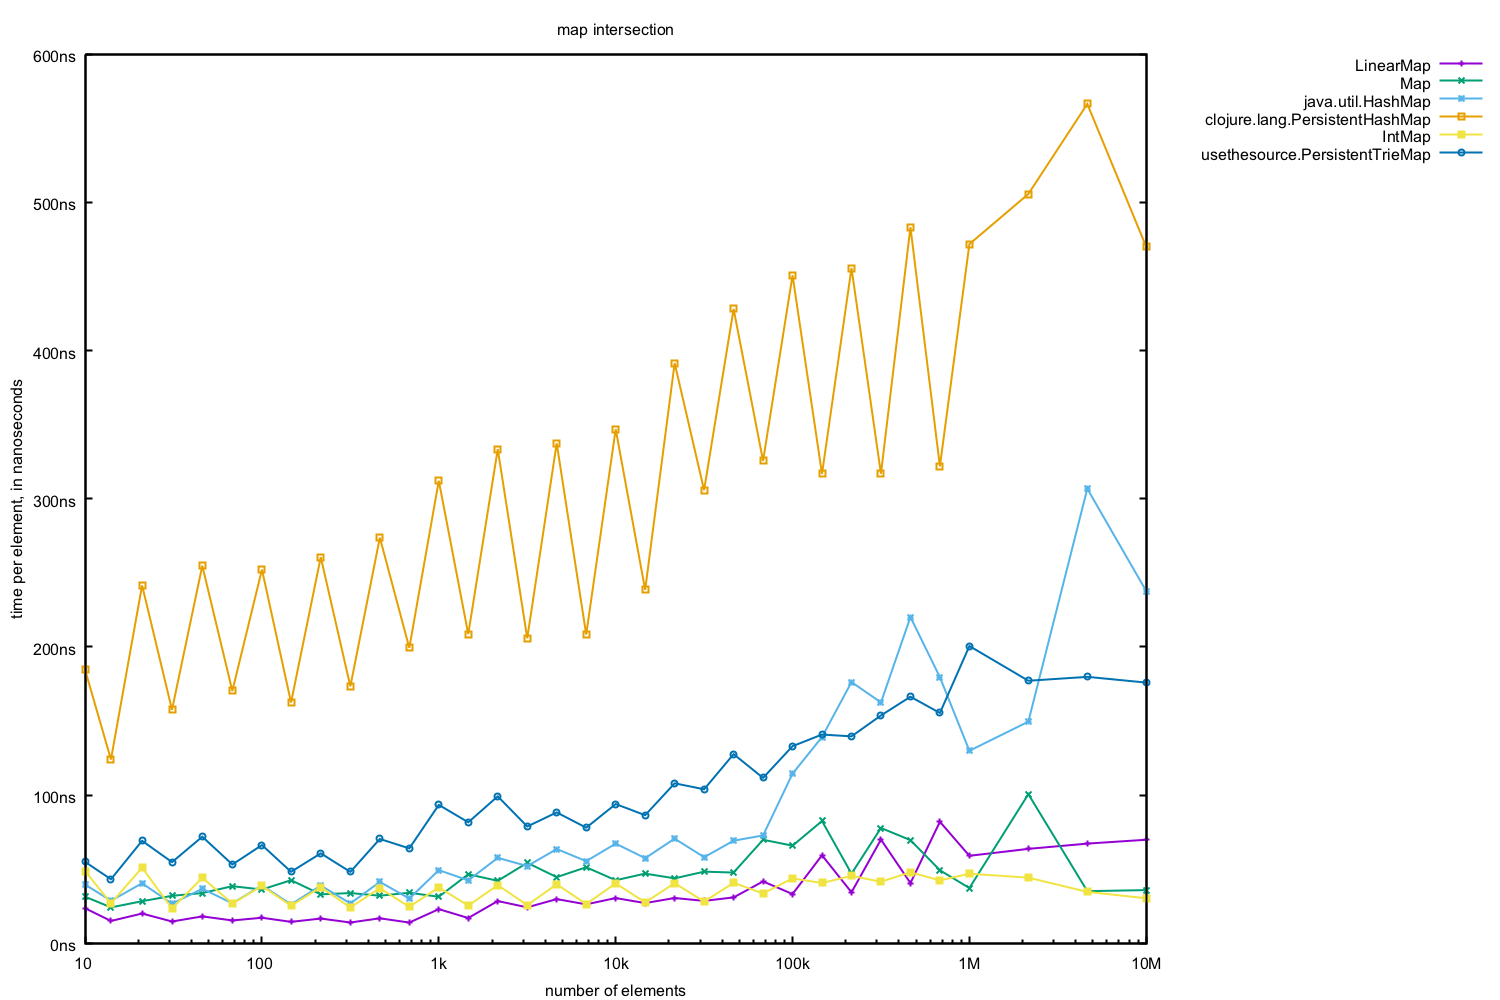 map intersection
600ns
500ns
400ns
300ns
200ns
100ns
0ns
time per element, in nanoseconds
10
100
1k
10k
100k
1M
10M
number of elements
LinearMap
Map
java.util.HashMap
clojure.lang.PersistentHashMap
IntMap
usethesource.PersistentTrieMap